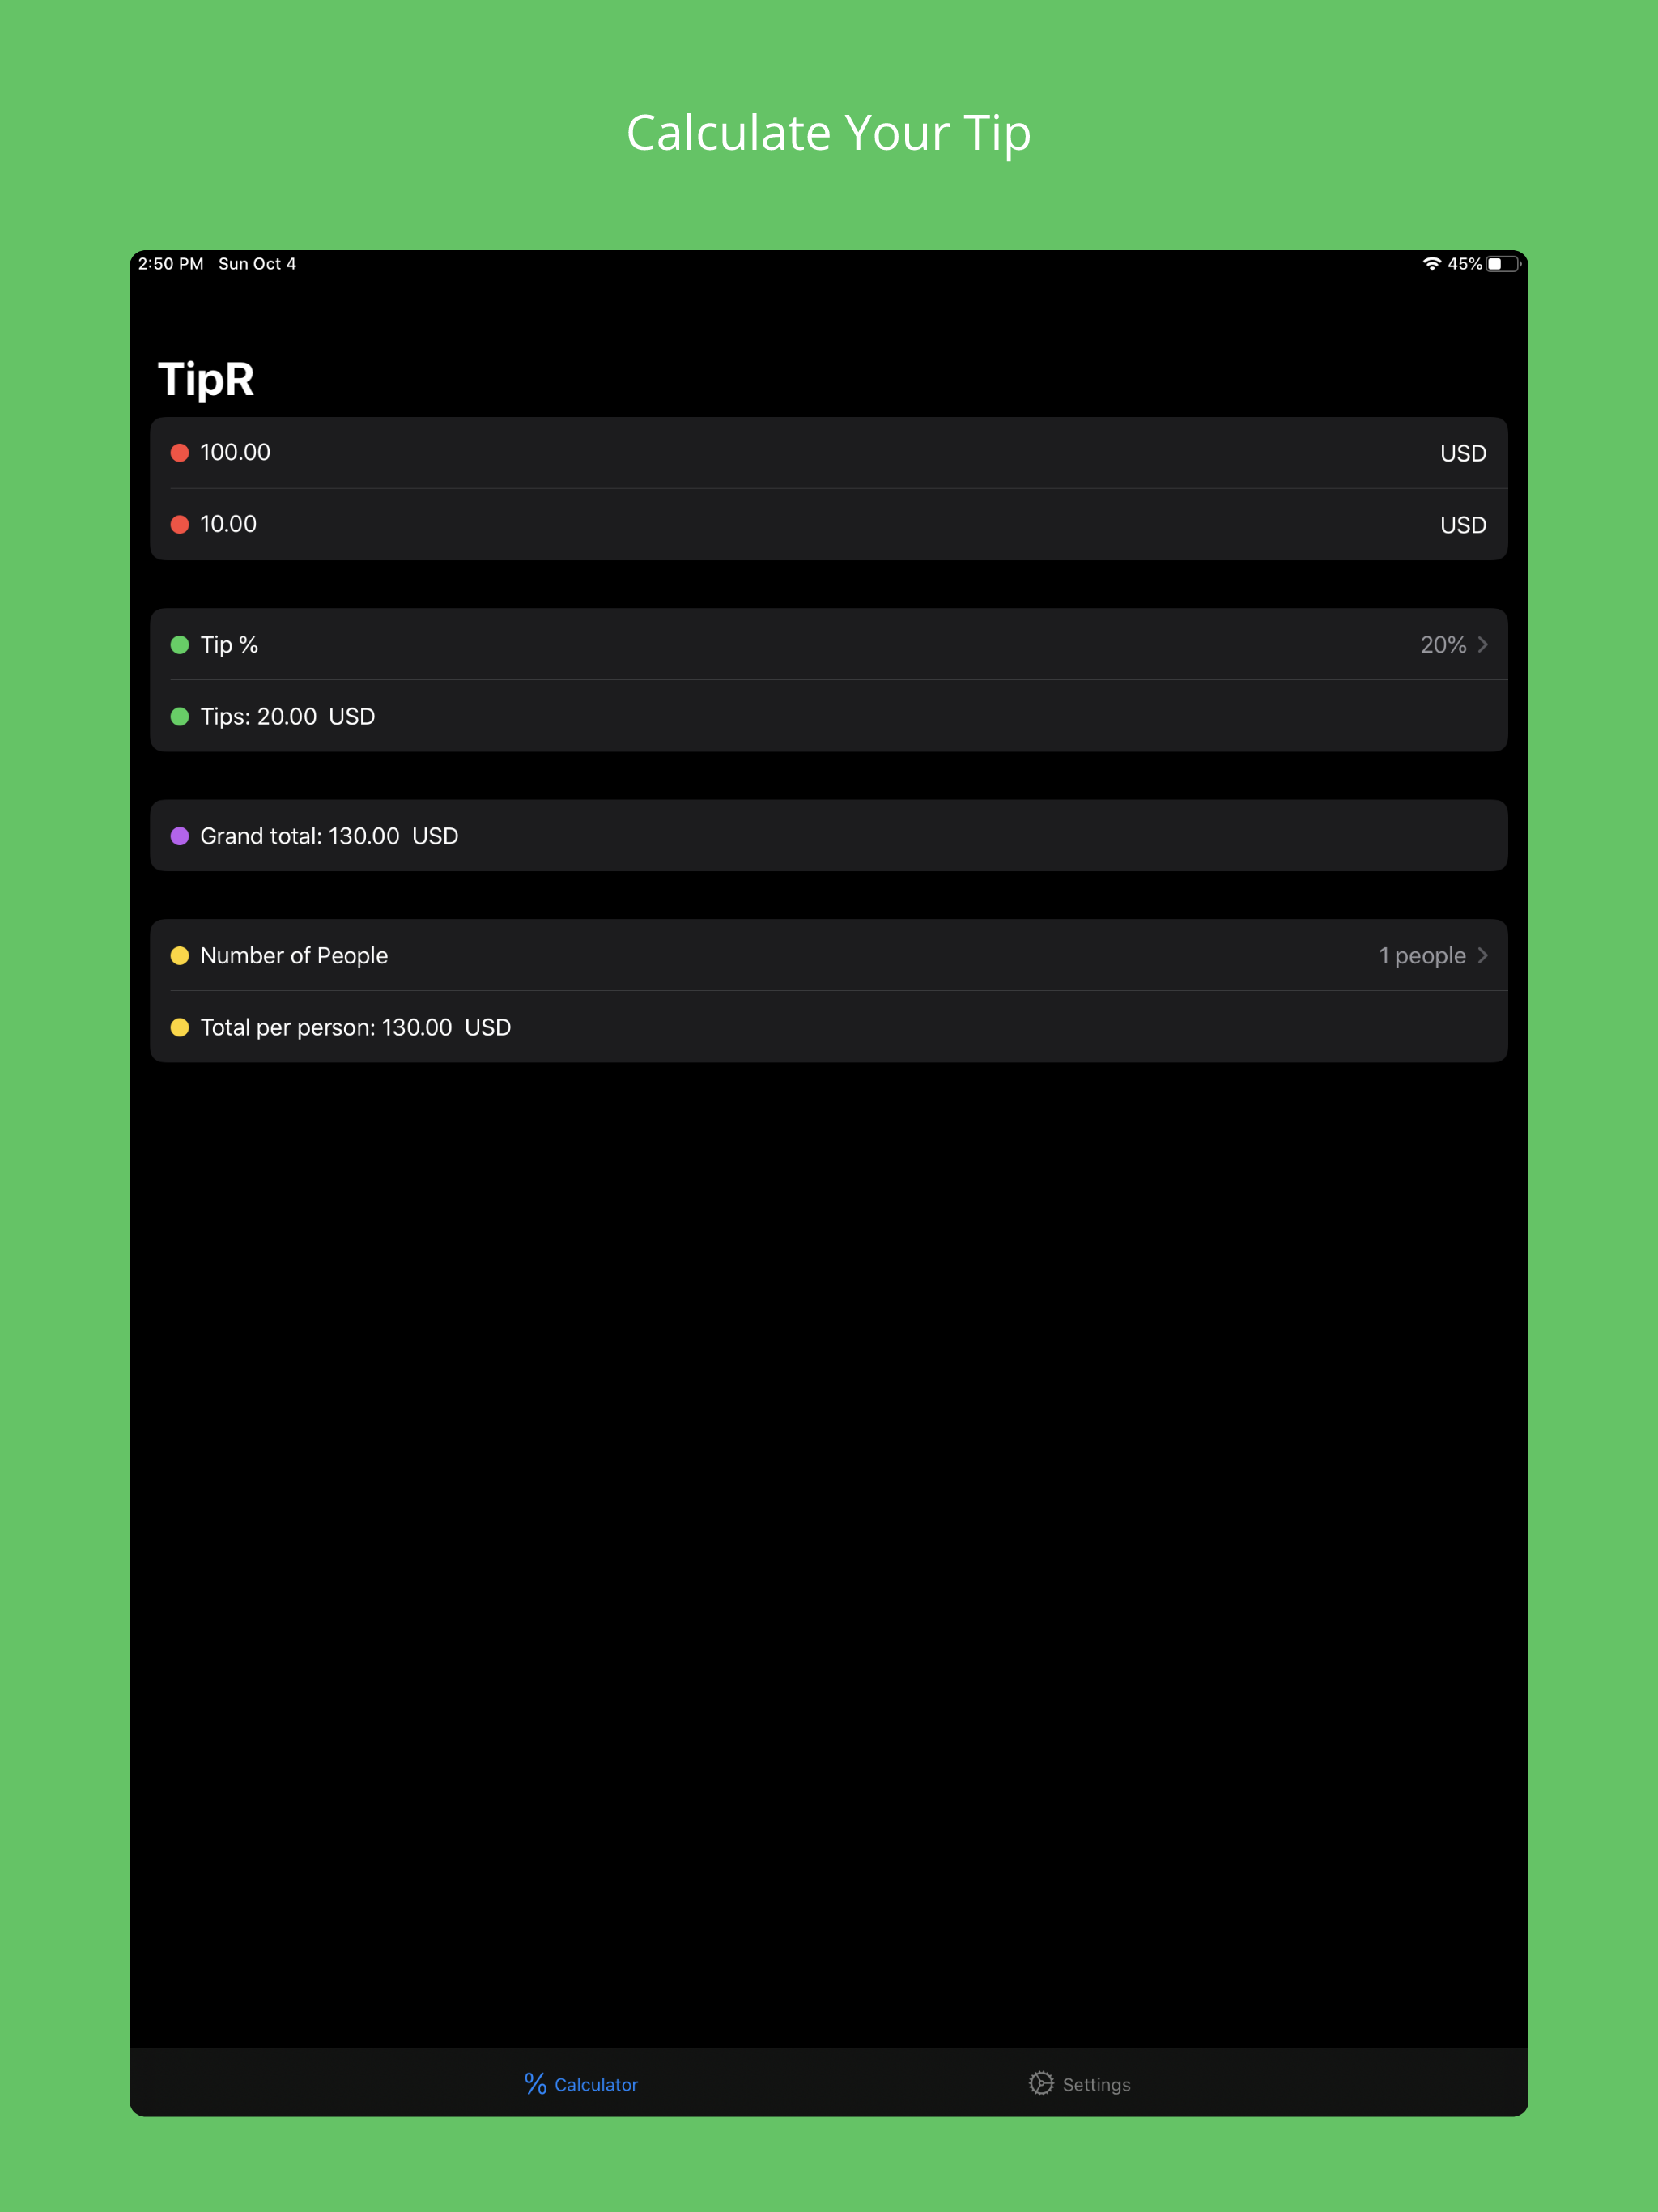 Calculate Your Tip
2:50 PM Sun Oct 4 45%
TipR
100.00 USD
10.00 USD
Tip % 20%
Tips: 20.00 USD
Grand total: 130.00 USD
Number of People 1 people
Total per person: 130.00 USD
% Calculator Settings